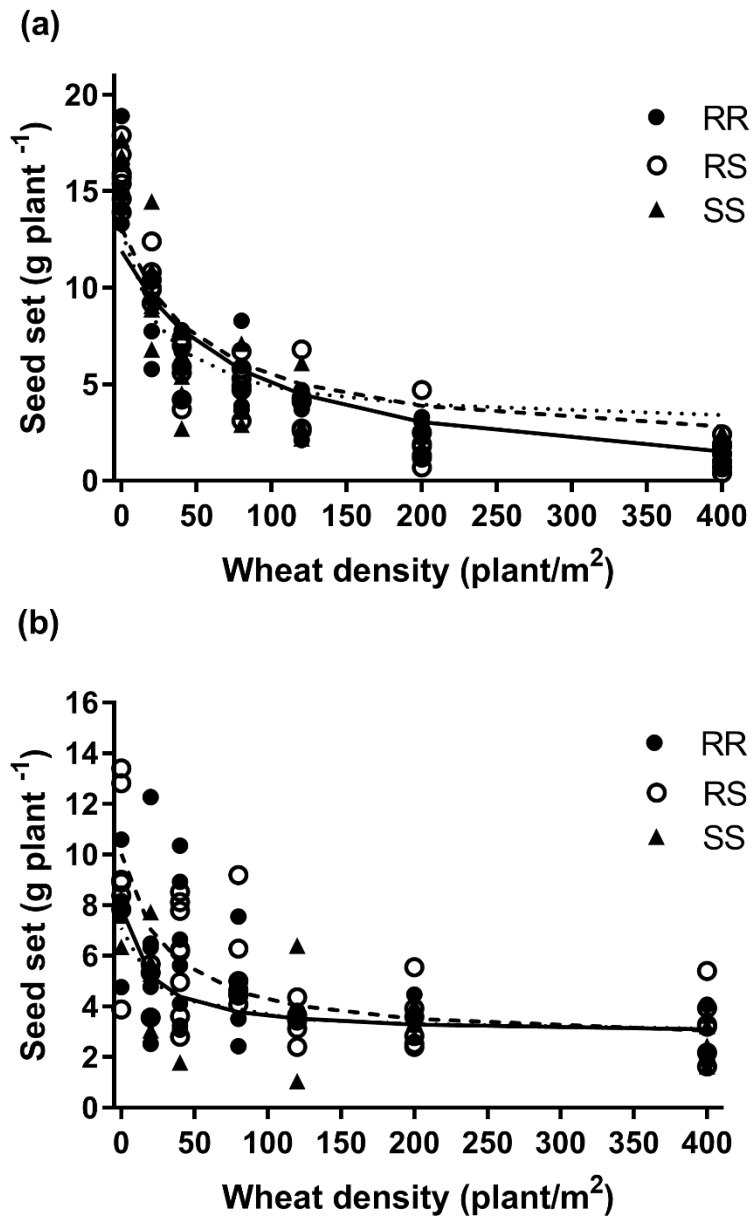 (a)
20
15
10
5
0
Seed set (g plant ⁻¹)
RR
RS
SS
0 50 100 150 200 250 300 350 400
Wheat density (plant/m²)
(b)
16
14
12
10
8
6
4
2
0
Seed set (g plant ⁻¹)
RR
RS
SS
0 50 100 150 200 250 300 350 400
Wheat density (plant/m²)